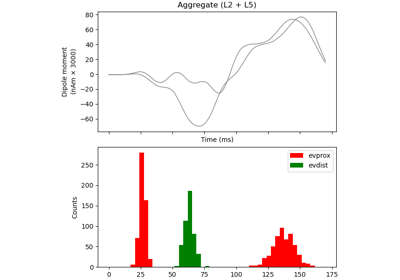 Aggregate (L2 + L5)
80
60
40
20
0
−20
−40
−60
Dipole moment
(nAm × 3000)
Time (ms)
evprox
evdist
250
200
150
100
50
0
Counts
0 25 50 75 100 125 150 175